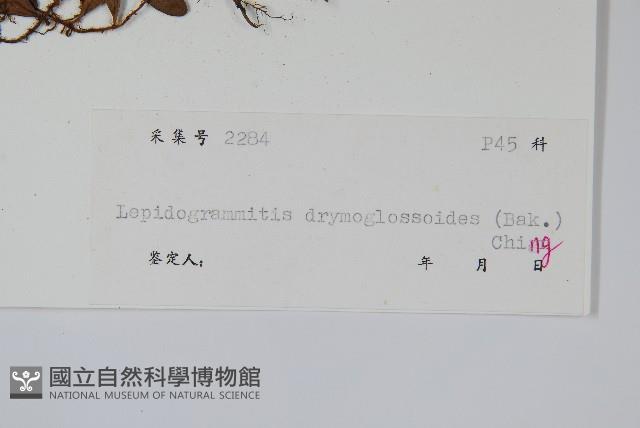 采集号 2284 P45 科
Lepidogrammitis drymoglossoides (Bak.)
Ching
鉴定人: 年 月 日
國立自然科學博物館
NATIONAL MUSEUM OF NATURAL SCIENCE